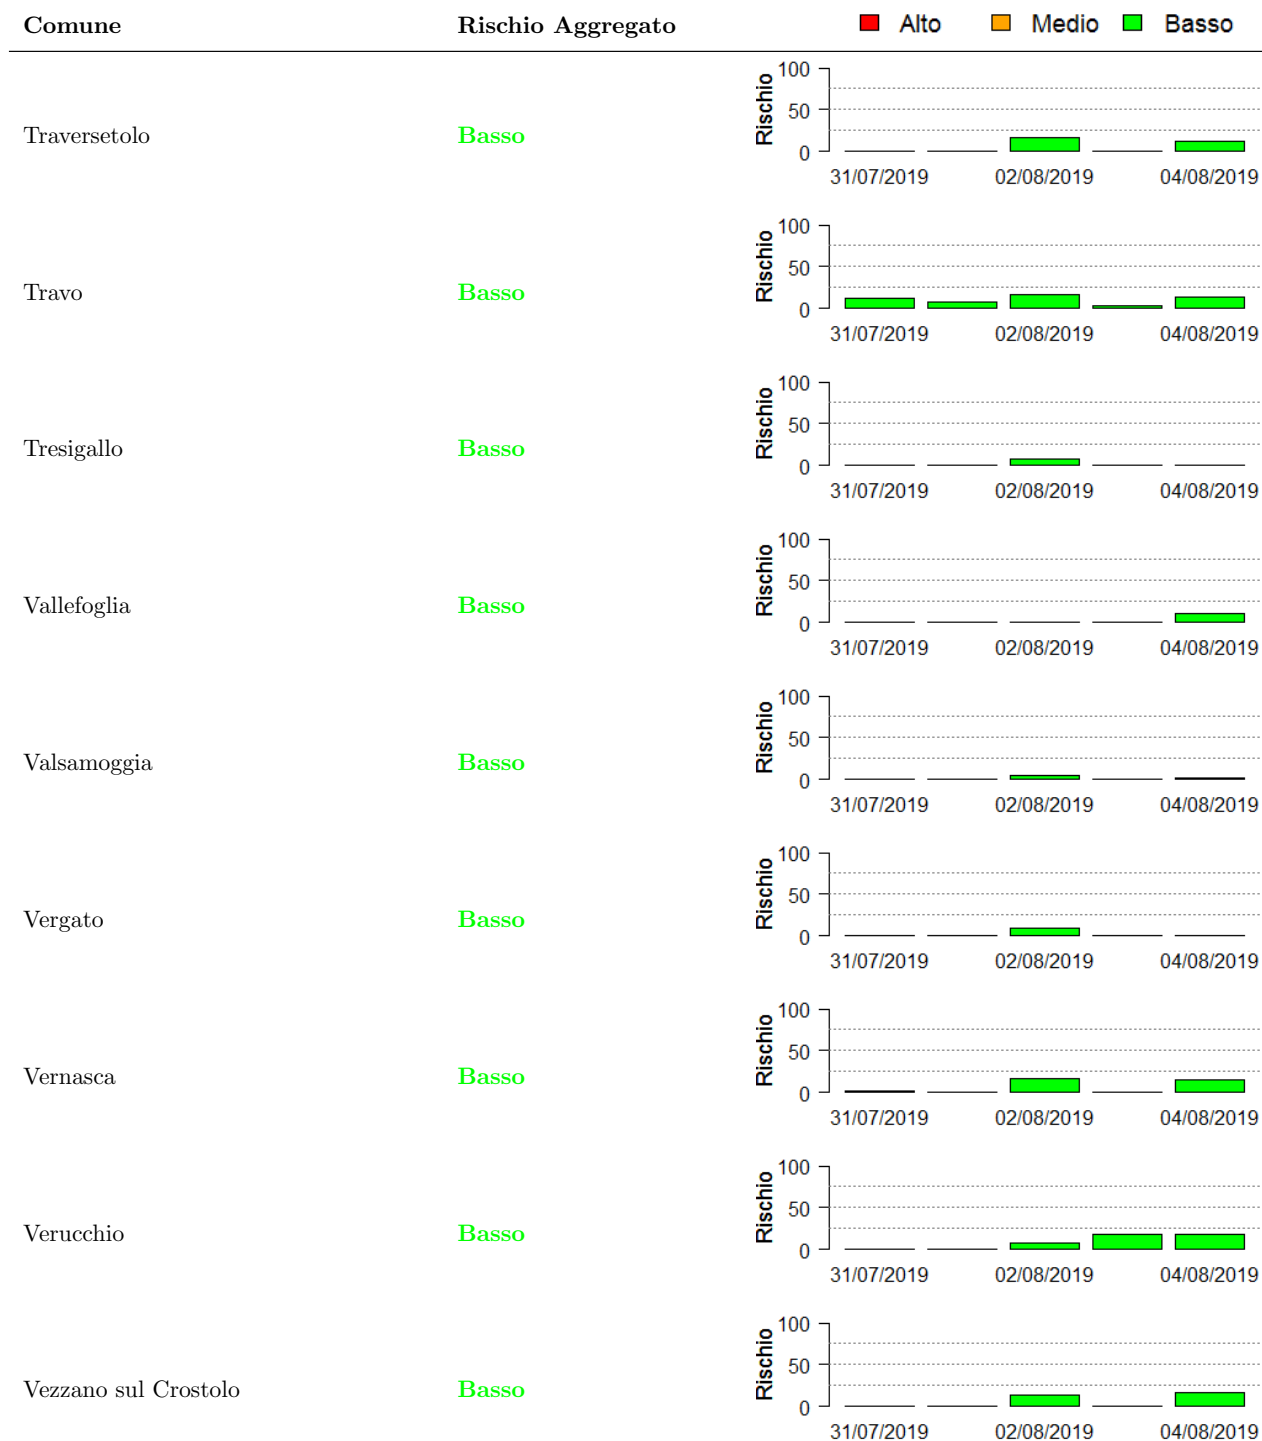 Comune Rischio Aggregato Alto Medio Basso
Traversetolo Basso Rischio 100 50 0
31/07/2019 02/08/2019 04/08/2019
Travo Basso Rischio 100 50 0
31/07/2019 02/08/2019 04/08/2019
Tresigallo Basso Rischio 100 50 0
31/07/2019 02/08/2019 04/08/2019
Vallefoglia Basso Rischio 100 50 0
31/07/2019 02/08/2019 04/08/2019
Valsamoggia Basso Rischio 100 50 0
31/07/2019 02/08/2019 04/08/2019
Vergato Basso Rischio 100 50 0
31/07/2019 02/08/2019 04/08/2019
Vernasca Basso Rischio 100 50 0
31/07/2019 02/08/2019 04/08/2019
Verucchio Basso Rischio 100 50 0
31/07/2019 02/08/2019 04/08/2019
Vezzano sul Crostolo Basso Rischio 100 50 0
31/07/2019 02/08/2019 04/08/2019